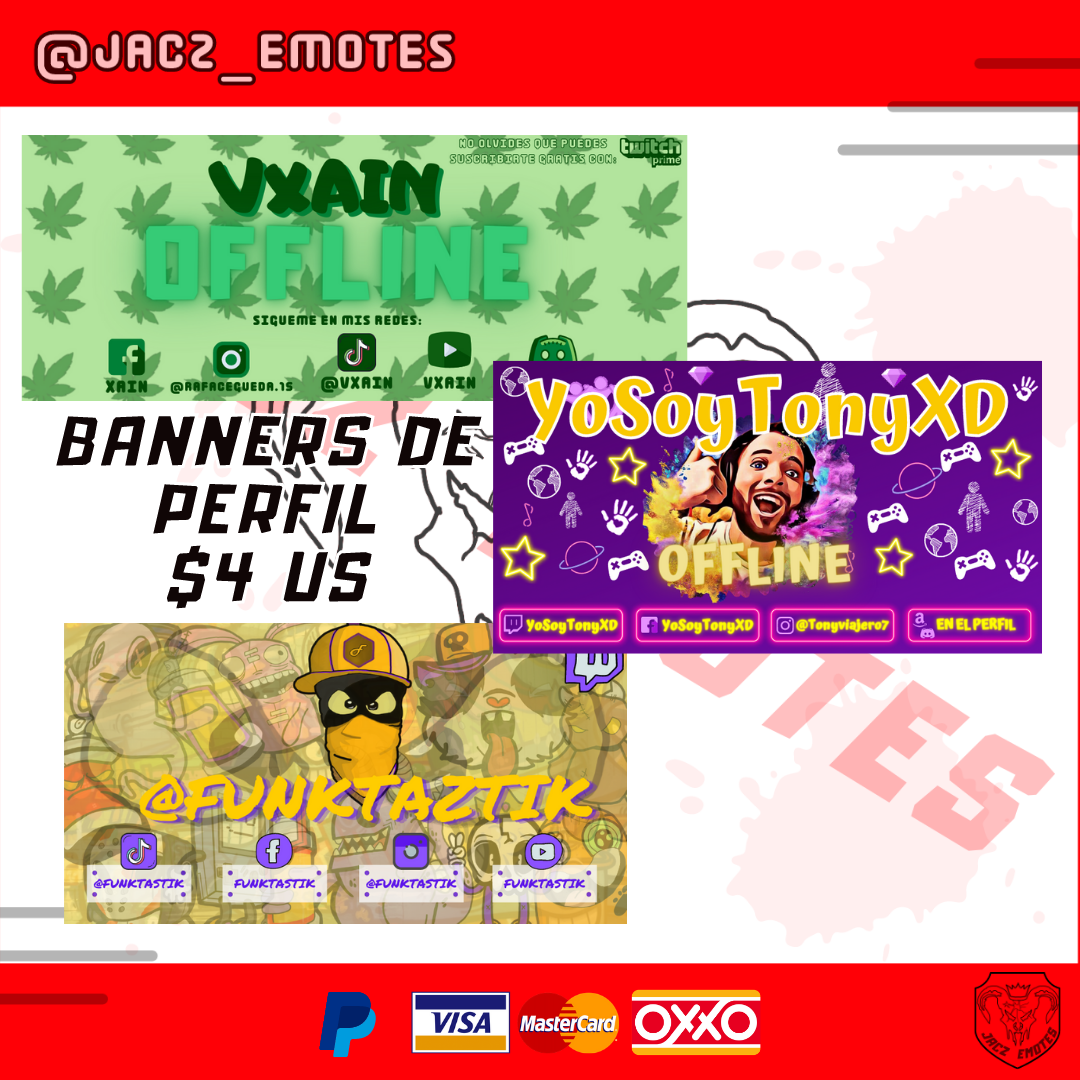 @JACZ_EMOTES
NO OLVIDES QUE PUEDES
SUSCRIBIRTE GRATIS CON:
twitch
prime
VXAIN
OFFLINE
SIGUEME EN MIS REDES:
XAIN
@RAFACEGUEDA.15
@VXAIN
VXAIN
BANNERS DE
PERFIL
$4 US
YoSoyTonyXD
OFFLINE
YoSoyTonyXD
YoSoyTonyXD
@Tonyviajero7
EN EL PERFIL
@FUNKTAZTIK
@FUNKTASTIK
FUNKTASTIK
@FUNKTASTIK
FUNKTASTIK
VISA
MasterCard
OXXO
JACZ EMOTES